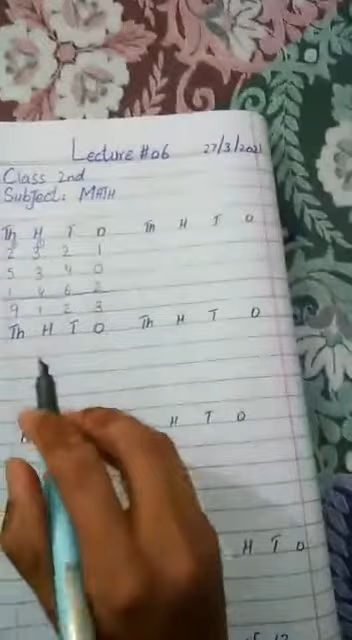 Lecture #06 27/3/2021
Class 2nd
Subject: MATH
Th H T O Th H T O
2 3 2 1
5 3 4 0
1 4 6 2
9 1 2 3
Th H T O Th H T O
H T O
H T O